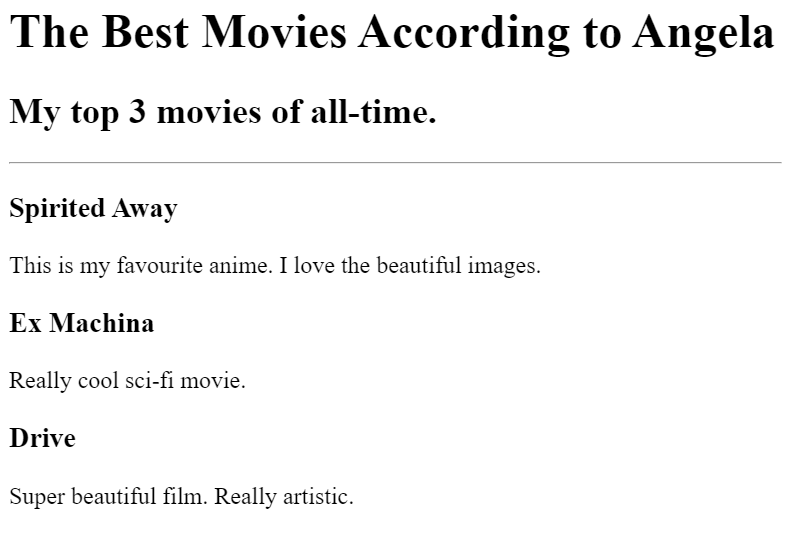 The Best Movies According to Angela
My top 3 movies of all-time.
Spirited Away
This is my favourite anime. I love the beautiful images.
Ex Machina
Really cool sci-fi movie.
Drive
Super beautiful film. Really artistic.